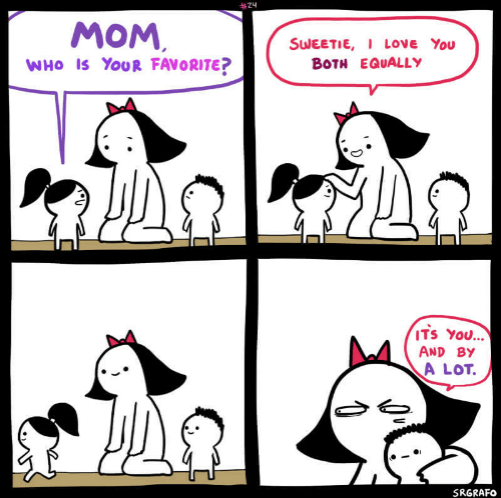 #24
MOM,
WHO IS YOUR FAVORITE?
SWEETIE, I LOVE YOU
BOTH EQUALLY
IT'S YOU...
AND BY
A LOT.
SRGRAFO